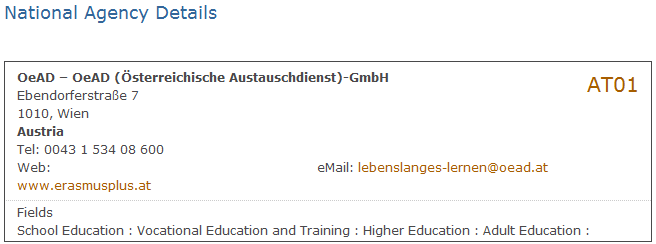 National Agency Details
OeAD – OeAD (Österreichische Austauschdienst)-GmbH
AT01
Ebendorferstraße 7
1010, Wien
Austria
Tel: 0043 1 534 08 600
Web: eMail: lebenslanges-lernen@oead.at
www.erasmusplus.at
Fields
School Education : Vocational Education and Training : Higher Education : Adult Education :